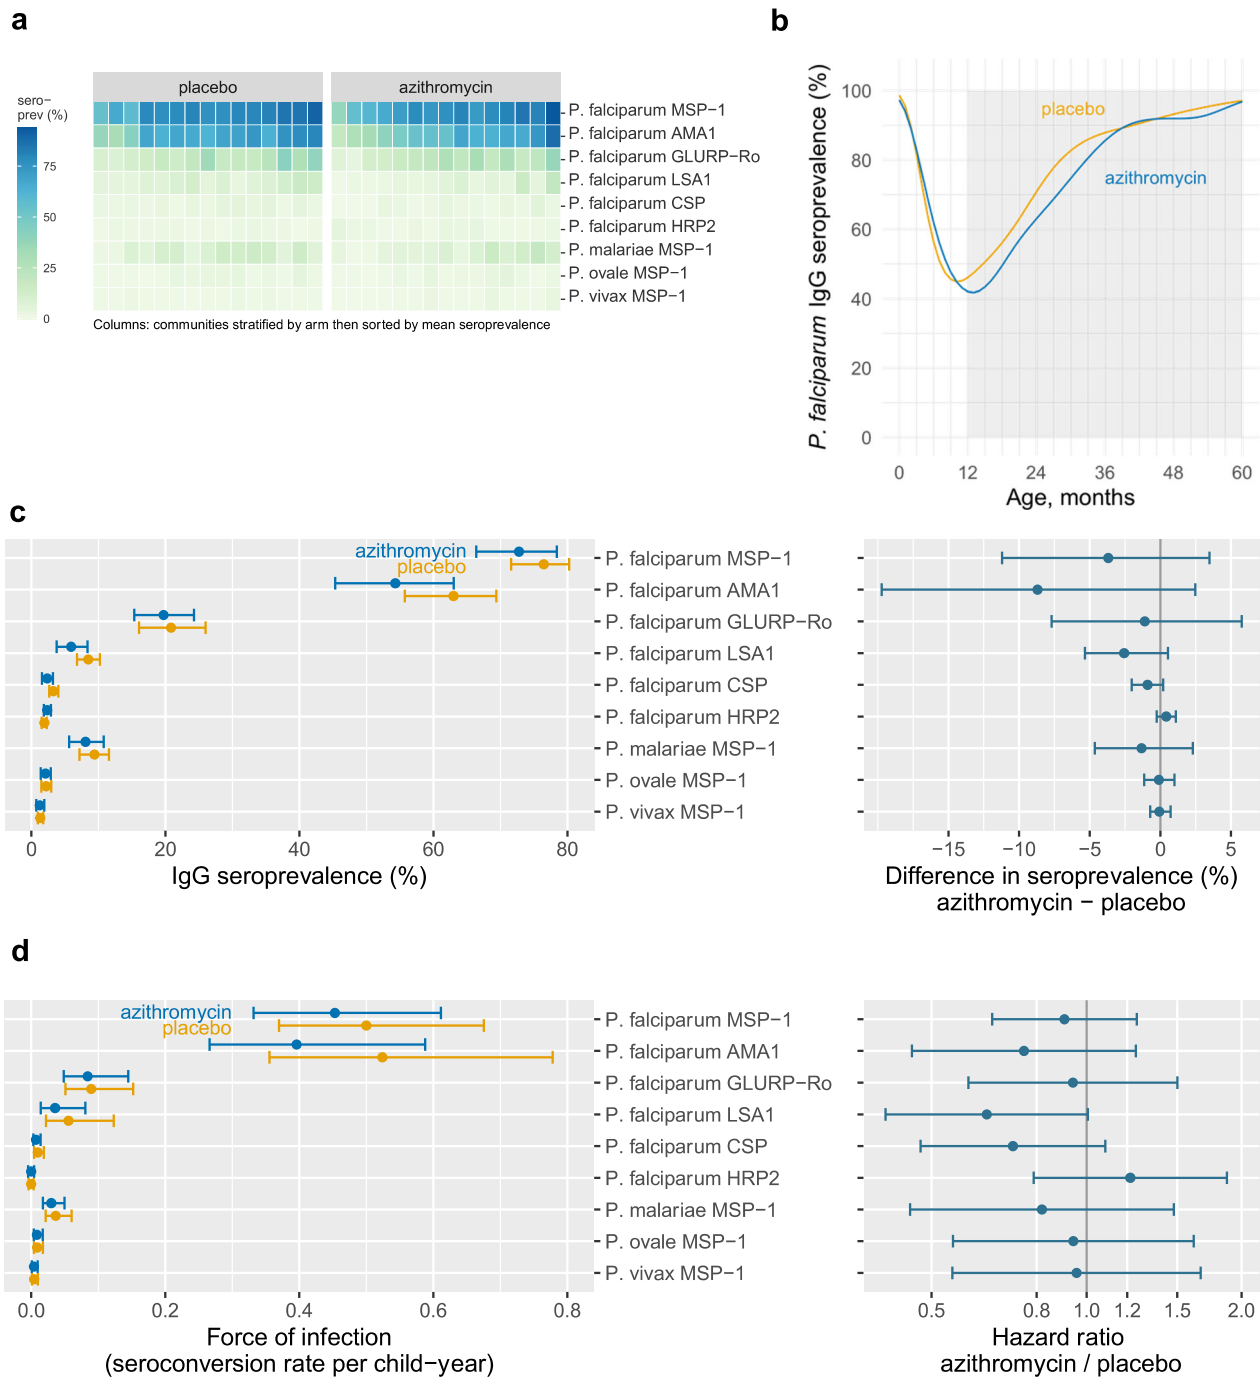 a
placebo
azithromycin
sero−
prev (%)
75
50
25
0
P. falciparum MSP−1
P. falciparum AMA1
P. falciparum GLURP−Ro
P. falciparum LSA1
P. falciparum CSP
P. falciparum HRP2
P. malariae MSP−1
P. ovale MSP−1
P. vivax MSP−1
Columns: communities stratified by arm then sorted by mean seroprevalence
b
P. falciparum IgG seroprevalence (%)
100
80
60
40
20
0
placebo
azithromycin
0 12 24 36 48 60
Age, months
c
azithromycin
placebo
P. falciparum MSP−1
P. falciparum AMA1
P. falciparum GLURP−Ro
P. falciparum LSA1
P. falciparum CSP
P. falciparum HRP2
P. malariae MSP−1
P. ovale MSP−1
P. vivax MSP−1
0 20 40 60 80
IgG seroprevalence (%)
−15 −10 −5 0 5
Difference in seroprevalence (%)
azithromycin − placebo
d
azithromycin
placebo
P. falciparum MSP−1
P. falciparum AMA1
P. falciparum GLURP−Ro
P. falciparum LSA1
P. falciparum CSP
P. falciparum HRP2
P. malariae MSP−1
P. ovale MSP−1
P. vivax MSP−1
0.0 0.2 0.4 0.6 0.8
Force of infection
(seroconversion rate per child−year)
0.5 0.8 1.0 1.2 1.5 2.0
Hazard ratio
azithromycin / placebo